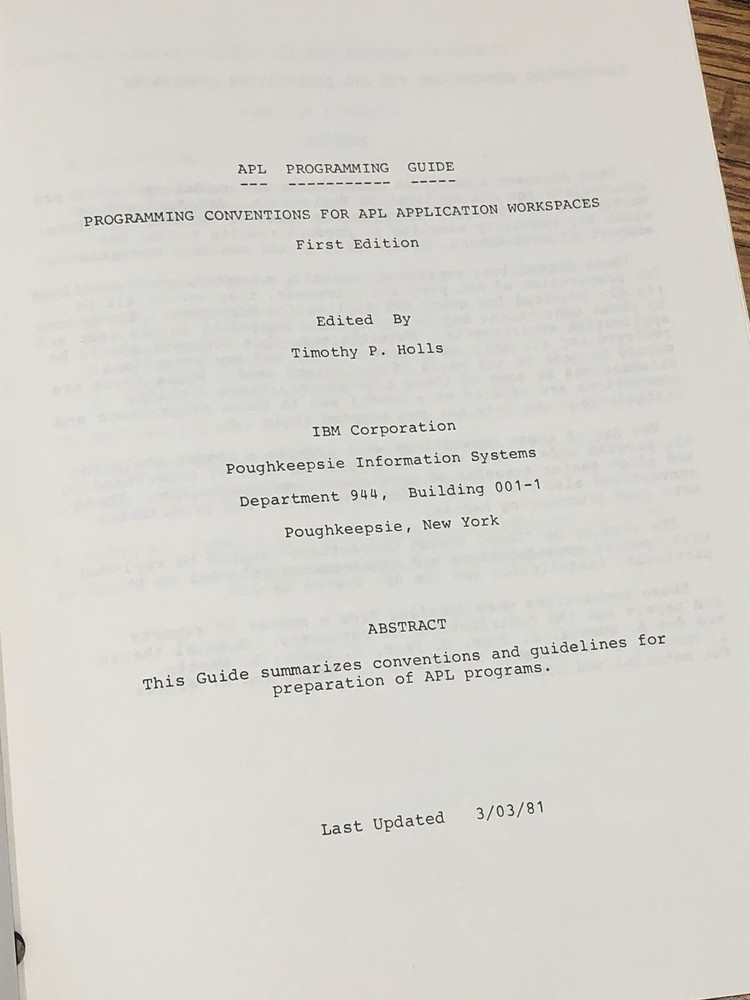 APL PROGRAMMING GUIDE
--- ----------- -----
PROGRAMMING CONVENTIONS FOR APL APPLICATION WORKSPACES
First Edition
Edited By
Timothy P. Holls
IBM Corporation
Poughkeepsie Information Systems
Department 944, Building 001-1
Poughkeepsie, New York
ABSTRACT
This Guide summarizes conventions and guidelines for
preparation of APL programs.
Last Updated 3/03/81